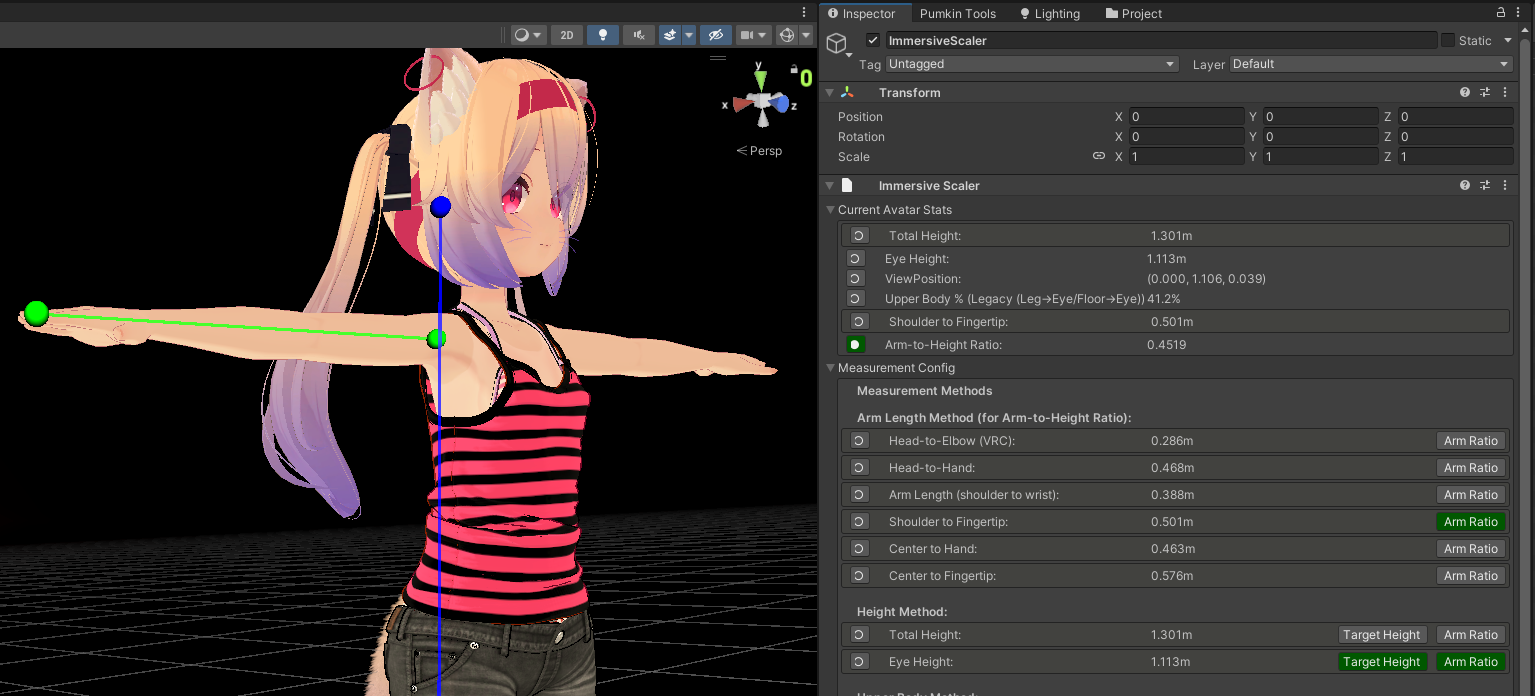 Inspector Pumkin Tools Lighting Project
2D
ImmersiveScaler Static
Tag Untagged Layer Default
Transform
Position X 0 Y 0 Z 0
Rotation X 0 Y 0 Z 0
Scale X 1 Y 1 Z 1
y
0
x z
Persp
Immersive Scaler
Current Avatar Stats
Total Height: 1.301m
Eye Height: 1.113m
ViewPosition: (0.000, 1.106, 0.039)
Upper Body % (Legacy (Leg→Eye/Floor→Eye)) 41.2%
Shoulder to Fingertip: 0.501m
Arm-to-Height Ratio: 0.4519
Measurement Config
Measurement Methods
Arm Length Method (for Arm-to-Height Ratio):
Head-to-Elbow (VRC): 0.286m Arm Ratio
Head-to-Hand: 0.468m Arm Ratio
Arm Length (shoulder to wrist): 0.388m Arm Ratio
Shoulder to Fingertip: 0.501m Arm Ratio
Center to Hand: 0.463m Arm Ratio
Center to Fingertip: 0.576m Arm Ratio
Height Method:
Total Height: 1.301m Target Height Arm Ratio
Eye Height: 1.113m Target Height Arm Ratio